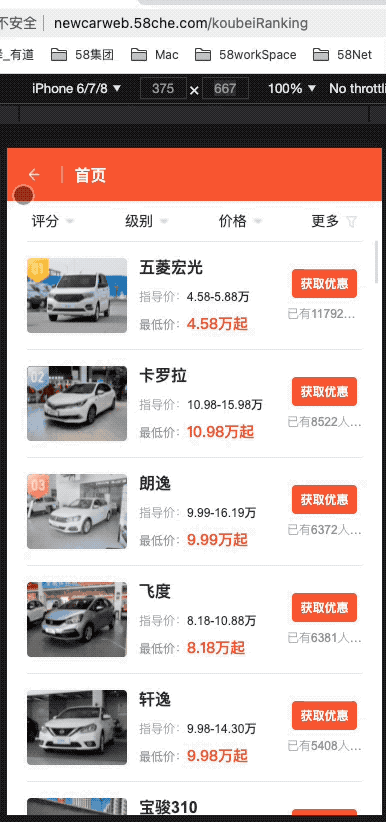 不安全 | newcarweb.58che.com/koubeiRanking
_有道 58集团 Mac 58workSpace 58Net
iPhone 6/7/8 ▼ 375 × 667 100% ▼ No thrott
← | 首页
评分 级别 价格 更多
01
五菱宏光
指导价: 4.58-5.88万
最低价: 4.58万起
获取优惠
已有11792...
02
卡罗拉
指导价: 10.98-15.98万
最低价: 10.98万起
获取优惠
已有8522人...
03
朗逸
指导价: 9.99-16.19万
最低价: 9.99万起
获取优惠
已有6372人...
飞度
指导价: 8.18-10.88万
最低价: 8.18万起
获取优惠
已有6381人...
轩逸
指导价: 9.98-14.30万
最低价: 9.98万起
获取优惠
已有5408人...
宝骏310